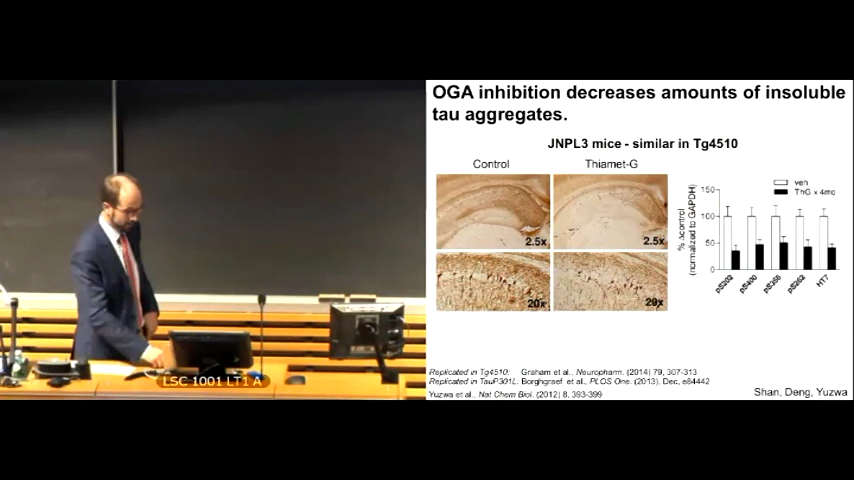 OGA inhibition decreases amounts of insoluble
tau aggregates.
JNPL3 mice - similar in Tg4510
Control
Thiamet-G
2.5x
2.5x
20x
20x
veh
ThG x 4mo
% Δcontrol
(normalized to GAPDH)
150
100
50
0
pS202
pS400
pS356
pS262
HT7
Replicated in Tg4510: Graham et al., Neuropharm. (2014) 79, 307-313
Replicated in TauP301L: Borghgraef et al., PLOS One. (2013), Dec, e84442
Yuzwa et al., Nat Chem Biol. (2012) 8, 393-399
Shan, Deng, Yuzwa
LSC 1001 LT1 A